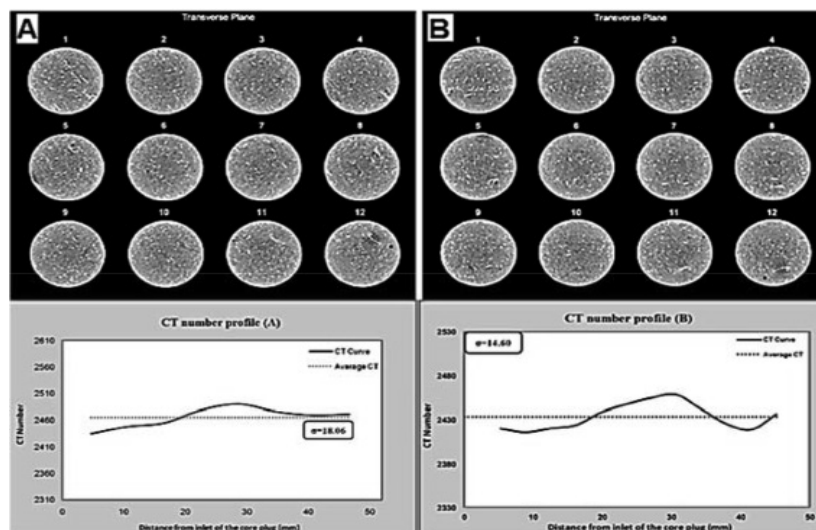 A
Transverse Plane
1 2 3 4
5 6 7 8
9 10 11 12
B
Transverse Plane
1 2 3 4
5 6 7 8
9 10 11 12
CT number profile (A)
CT Number
2610
2560
2510
2460
2410
2360
2310
CT Curve
Average CT
σ=18.06
0 10 20 30 40 50
Distance from inlet of the core plug [mm]
CT number profile (B)
CT Number
2530
2480
2430
2380
2330
σ=14.60
CT Curve
Average CT
0 10 20 30 40 50
Distance from inlet of the core plug [mm]